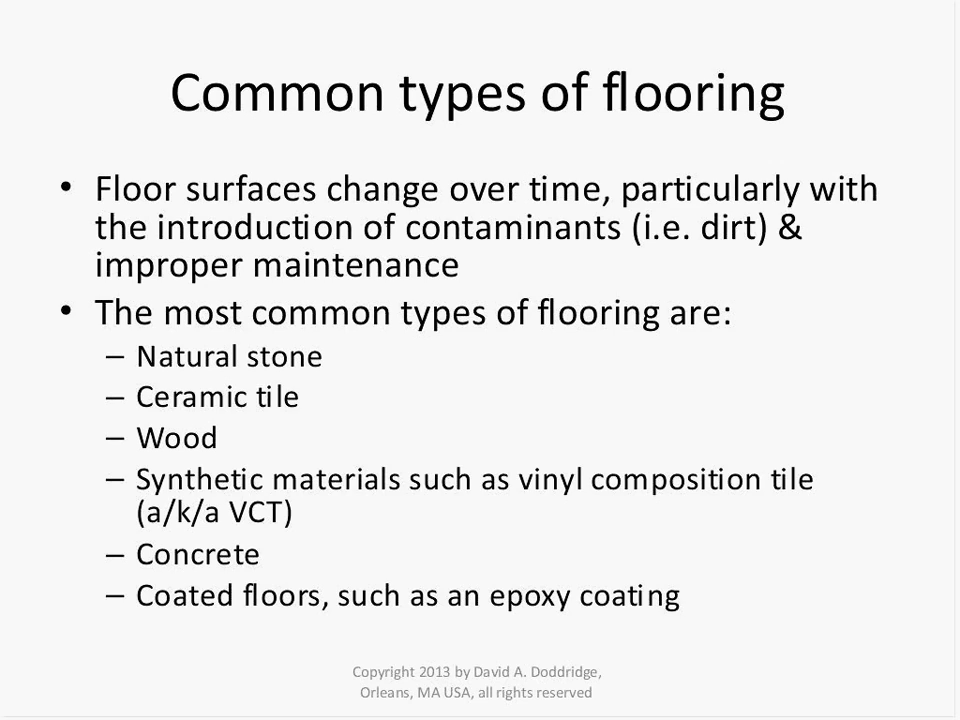 Common types of flooring
• Floor surfaces change over time, particularly with
the introduction of contaminants (i.e. dirt) &
improper maintenance
• The most common types of flooring are:
– Natural stone
– Ceramic tile
– Wood
– Synthetic materials such as vinyl composition tile
(a/k/a VCT)
– Concrete
– Coated floors, such as an epoxy coating
Copyright 2013 by David A. Doddridge,
Orleans, MA USA, all rights reserved